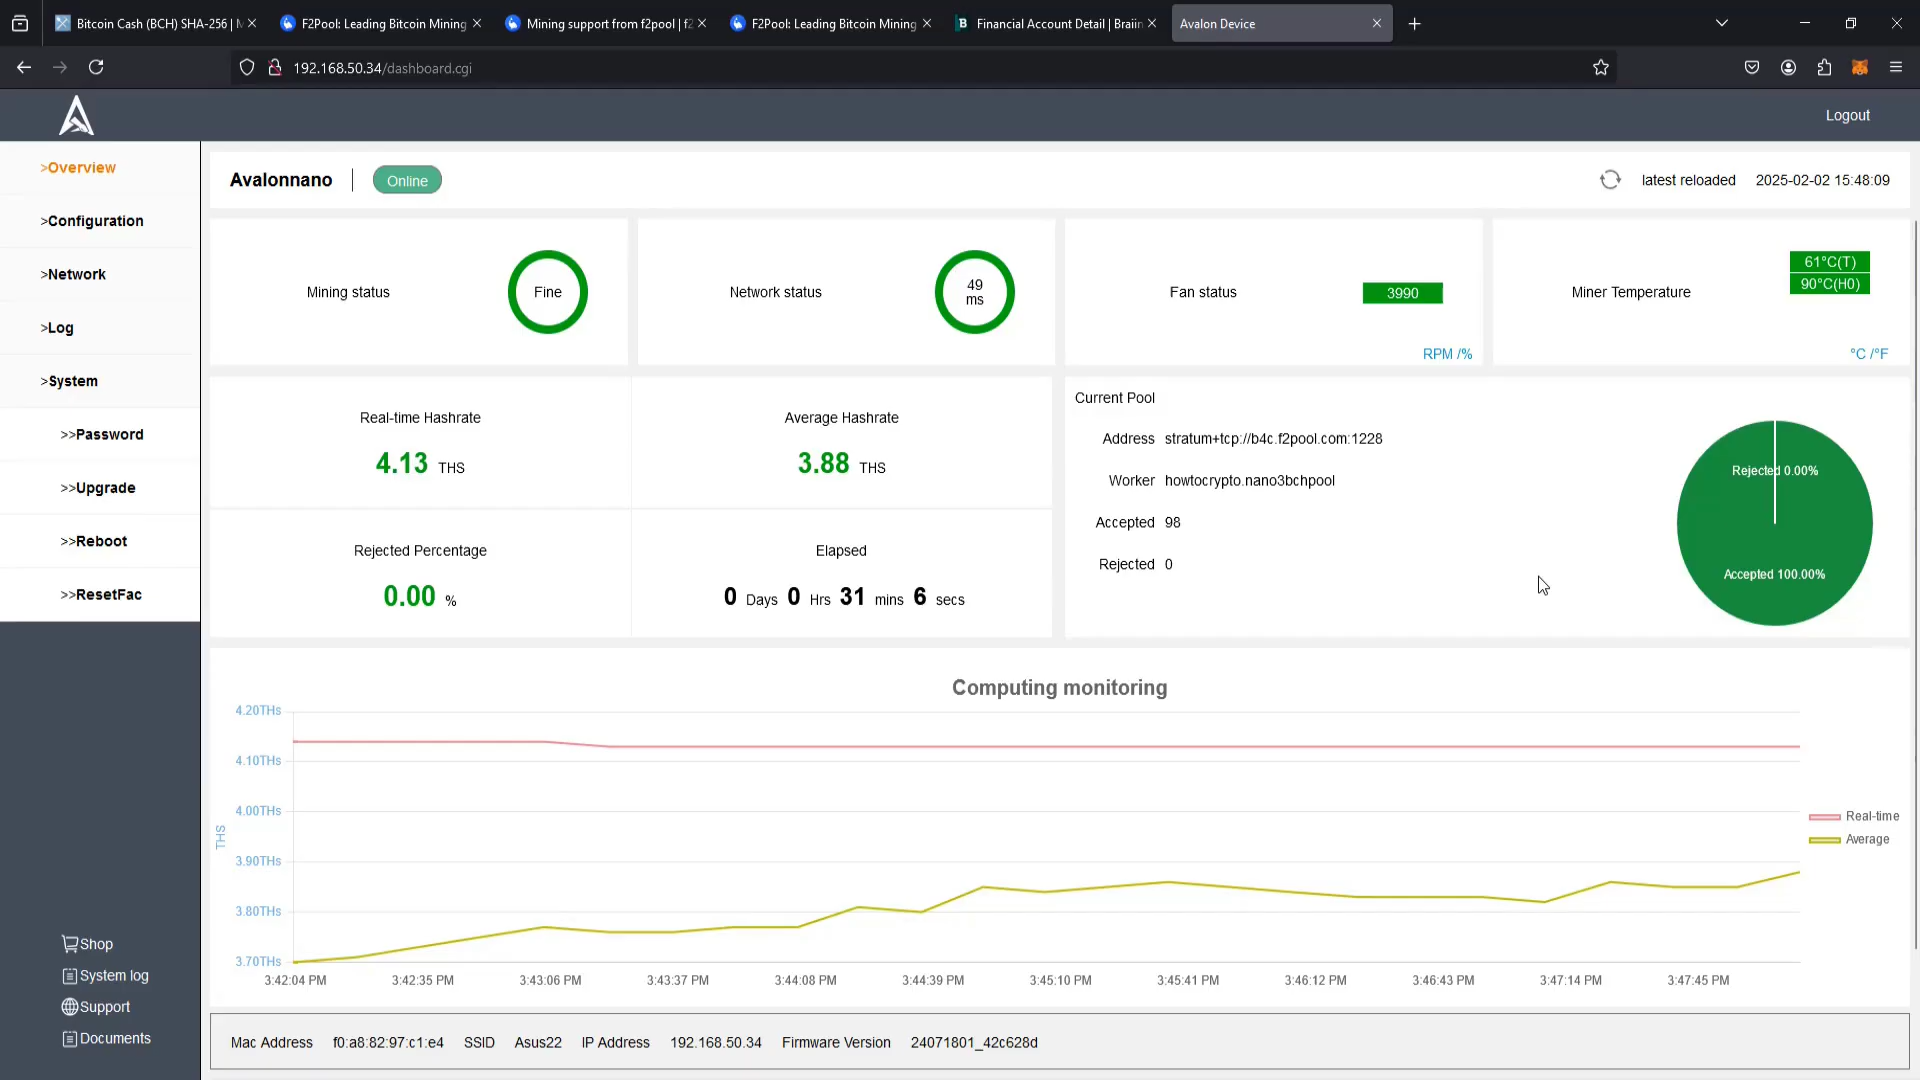 Bitcoin Cash (BCH) SHA-256 | M
F2Pool: Leading Bitcoin Mining
Mining support from f2pool | f2
F2Pool: Leading Bitcoin Mining
Financial Account Detail | Braiin
Avalon Device
192.168.50.34/dashboard.cgi
Logout
>Overview
>Configuration
>Network
>Log
>System
>>Password
>>Upgrade
>>Reboot
>>ResetFac
Shop
System log
Support
Documents
Avalonnano | Online
latest reloaded 2025-02-02 15:48:09
Mining status
Fine
Network status
49
ms
Fan status
3990
RPM /%
Miner Temperature
61°C(T)
90°C(H0)
°C /°F
Real-time Hashrate
4.13 THS
Average Hashrate
3.88 THS
Rejected Percentage
0.00 %
Elapsed
0 Days 0 Hrs 31 mins 6 secs
Current Pool
Address stratum+tcp://b4c.f2pool.com:1228
Worker howtocrypto.nano3bchpool
Accepted 98
Rejected 0
Rejected 0.00%
Accepted 100.00%
Computing monitoring
4.20THs
4.10THs
4.00THs
3.90THs
3.80THs
3.70THs
THS
3:42:04 PM 3:42:35 PM 3:43:06 PM 3:43:37 PM 3:44:08 PM 3:44:39 PM 3:45:10 PM 3:45:41 PM 3:46:12 PM 3:46:43 PM 3:47:14 PM 3:47:45 PM
Real-time
Average
Mac Address f0:a8:82:97:c1:e4 SSID Asus22 IP Address 192.168.50.34 Firmware Version 24071801_42c628d